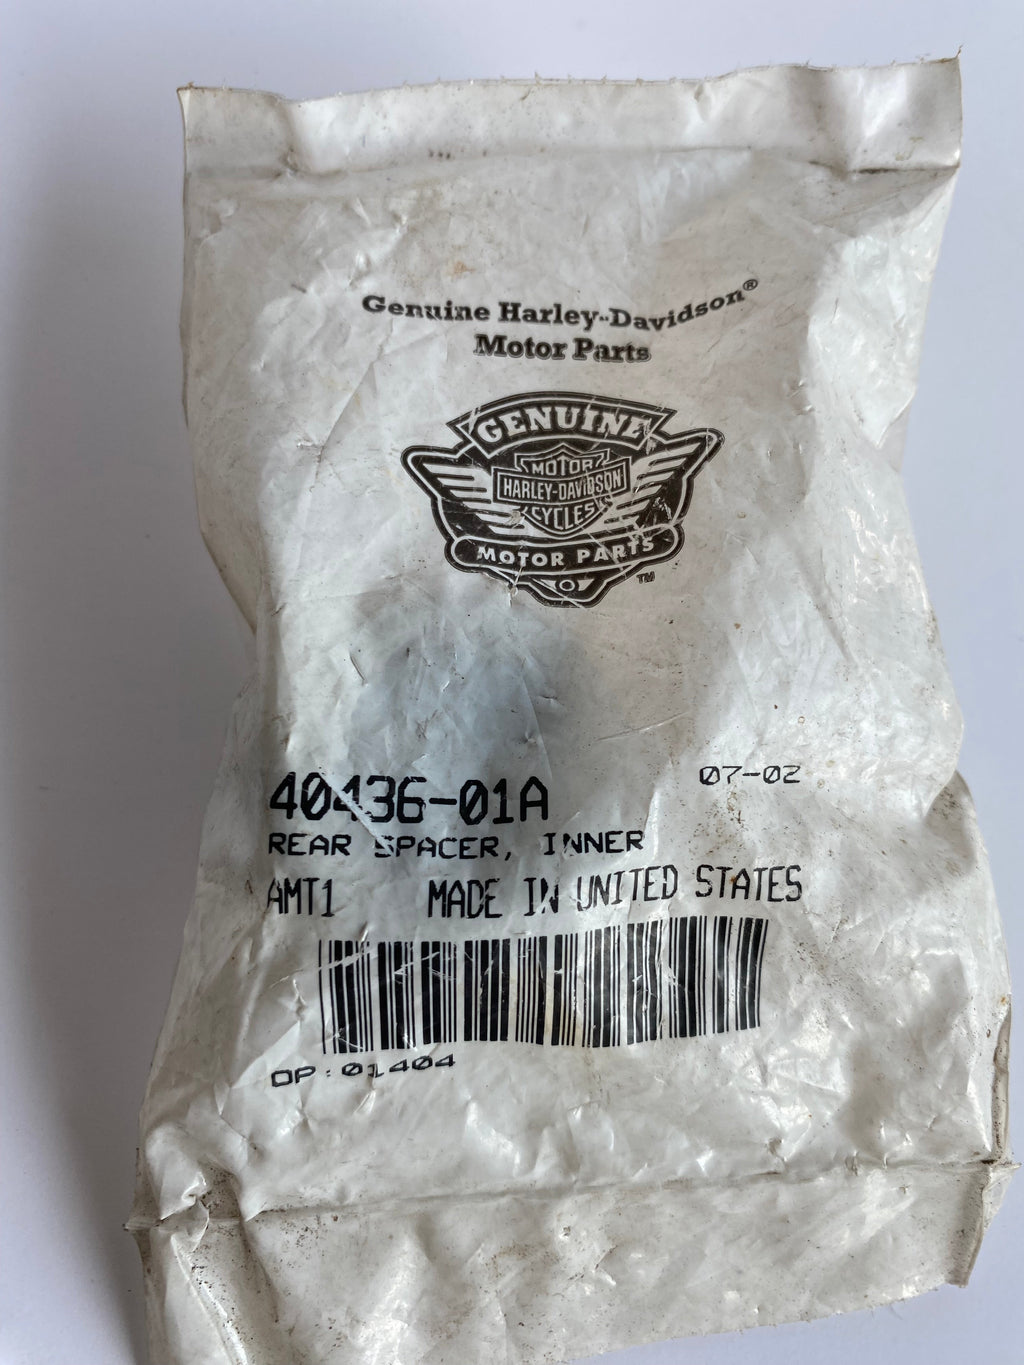 Genuine Harley-Davidson®
Motor Parts
GENUINE
MOTOR
HARLEY-DAVIDSON
CYCLES
MOTOR PARTS
TM
07-02
40436-01A
REAR SPACER, INNER
AMT1 MADE IN UNITED STATES
OP:01404